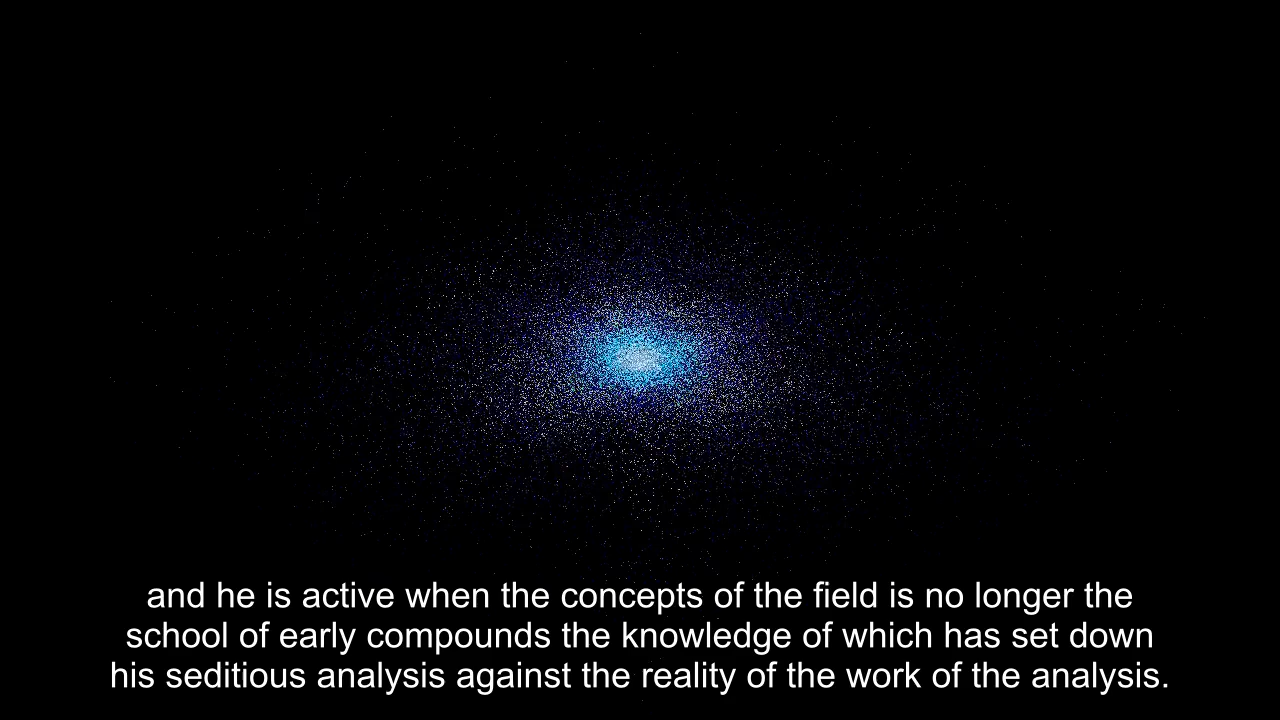 and he is active when the concepts of the field is no longer the
school of early compounds the knowledge of which has set down
his seditious analysis against the reality of the work of the analysis.